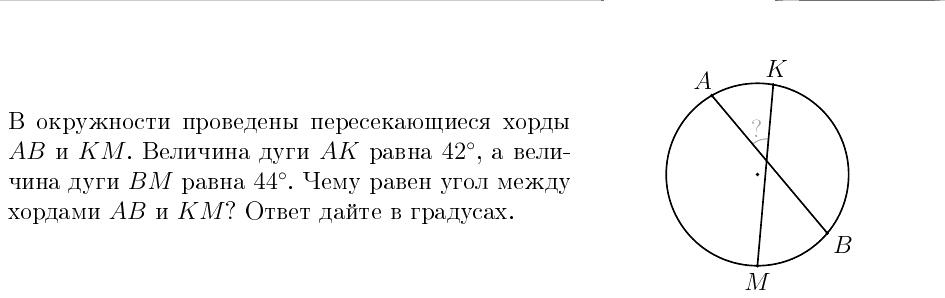 В окружности проведены пересекающиеся хорды
AB и KM. Величина дуги AK равна 42°, а вели-
чина дуги BM равна 44°. Чему равен угол между
хордами AB и KM? Ответ дайте в градусах.
K
A
?
B
M